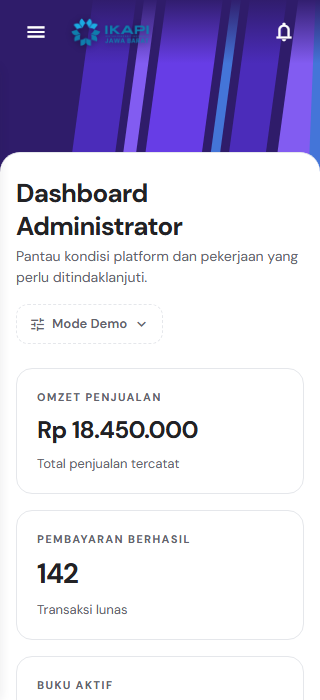 IKAPI
JAWA BARAT
Dashboard
Administrator
Pantau kondisi platform dan pekerjaan yang
perlu ditindaklanjuti.
Mode Demo
OMZET PENJUALAN
Rp 18.450.000
Total penjualan tercatat
PEMBAYARAN BERHASIL
142
Transaksi lunas
BUKU AKTIF